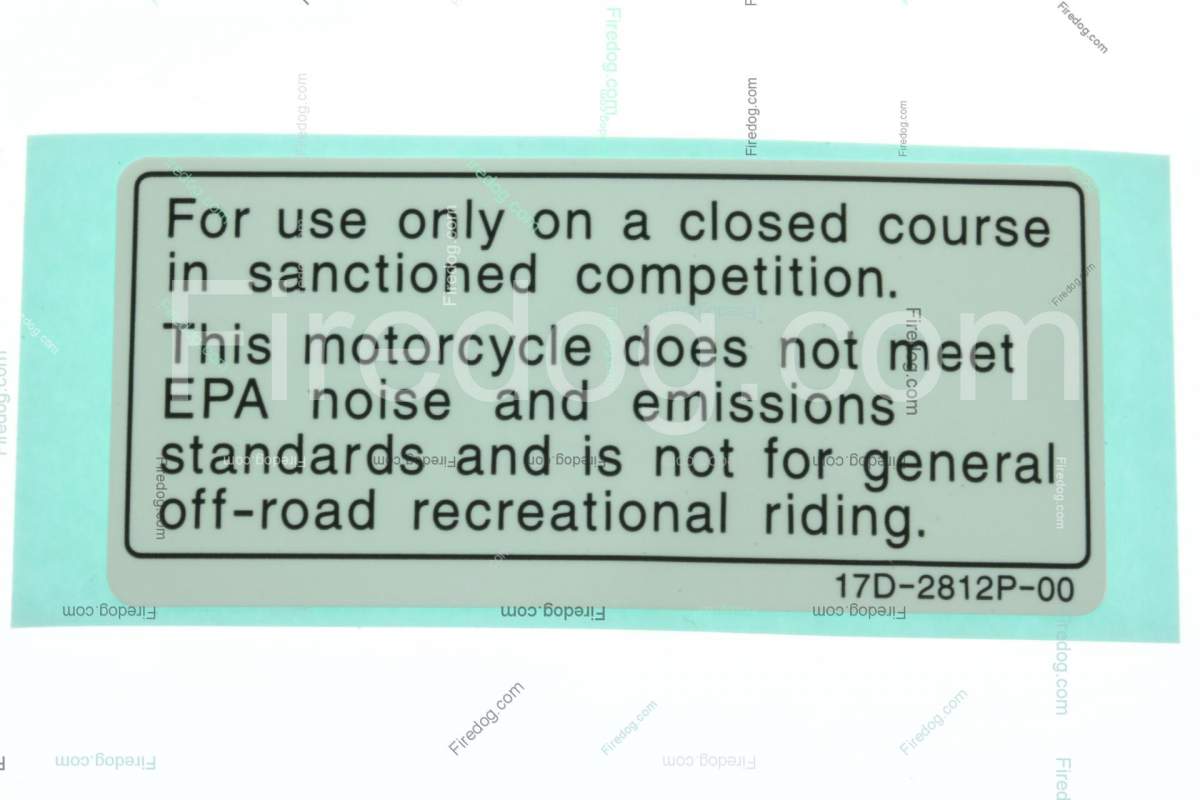 For use only on a closed course
in sanctioned competition.
This motorcycle does not meet
EPA noise and emissions
standards and is not for general
off-road recreational riding.
17D-2812P-00
Firedog.com